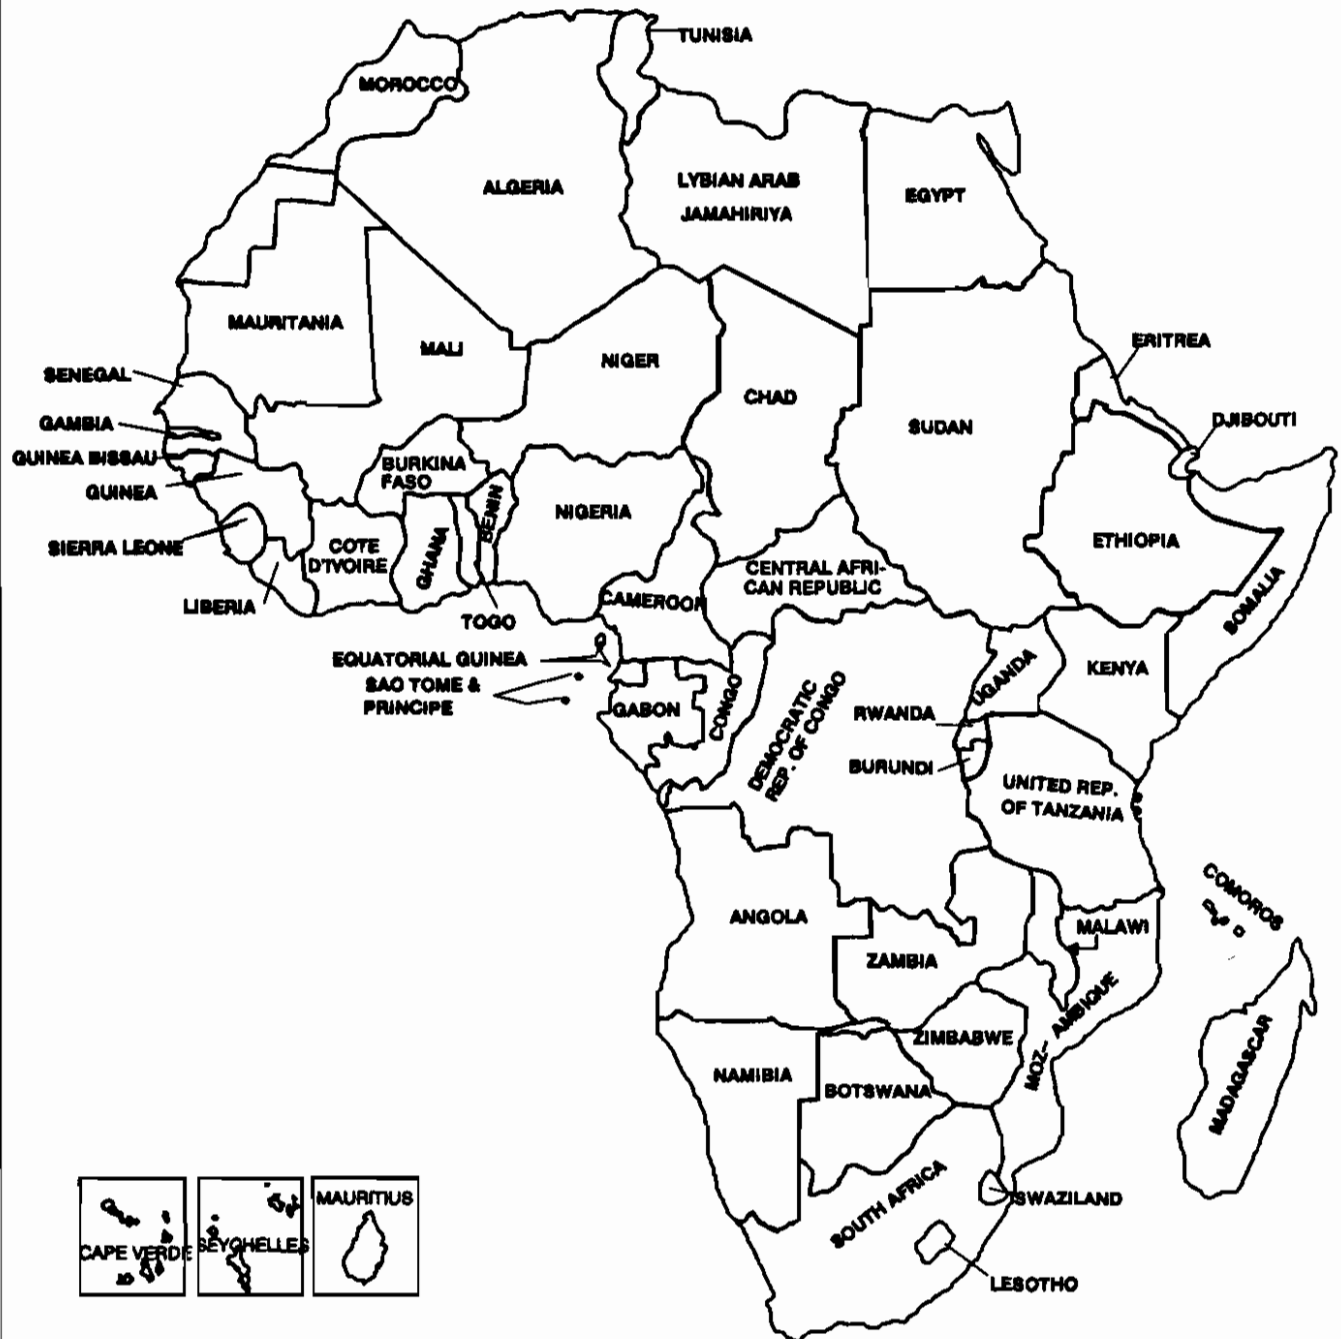 TUNISIA
MOROCCO
ALGERIA
LYBIAN ARAB
JAMAHIRIYA
EGYPT
MAURITANIA
MALI
NIGER
CHAD
SUDAN
ERITREA
DJIBOUTI
SENEGAL
GAMBIA
GUINEA BISSAU
GUINEA
SIERRA LEONE
LIBERIA
BURKINA
FASO
COTE
D'IVOIRE
GHANA
BENIN
TOGO
NIGERIA
CAMEROON
CENTRAL AFRI-
CAN REPUBLIC
ETHIOPIA
SOMALIA
EQUATORIAL GUINEA
SAO TOME &
PRINCIPE
GABON
CONGO
DEMOCRATIC
REP. OF CONGO
UGANDA
KENYA
RWANDA
BURUNDI
UNITED REP.
OF TANZANIA
COMOROS
ANGOLA
ZAMBIA
MALAWI
MOZ- AMBIQUE
ZIMBABWE
NAMIBIA
BOTSWANA
MADAGASCAR
SOUTH AFRICA
SWAZILAND
LESOTHO
CAPE VERDE
SEYCHELLES
MAURITIUS